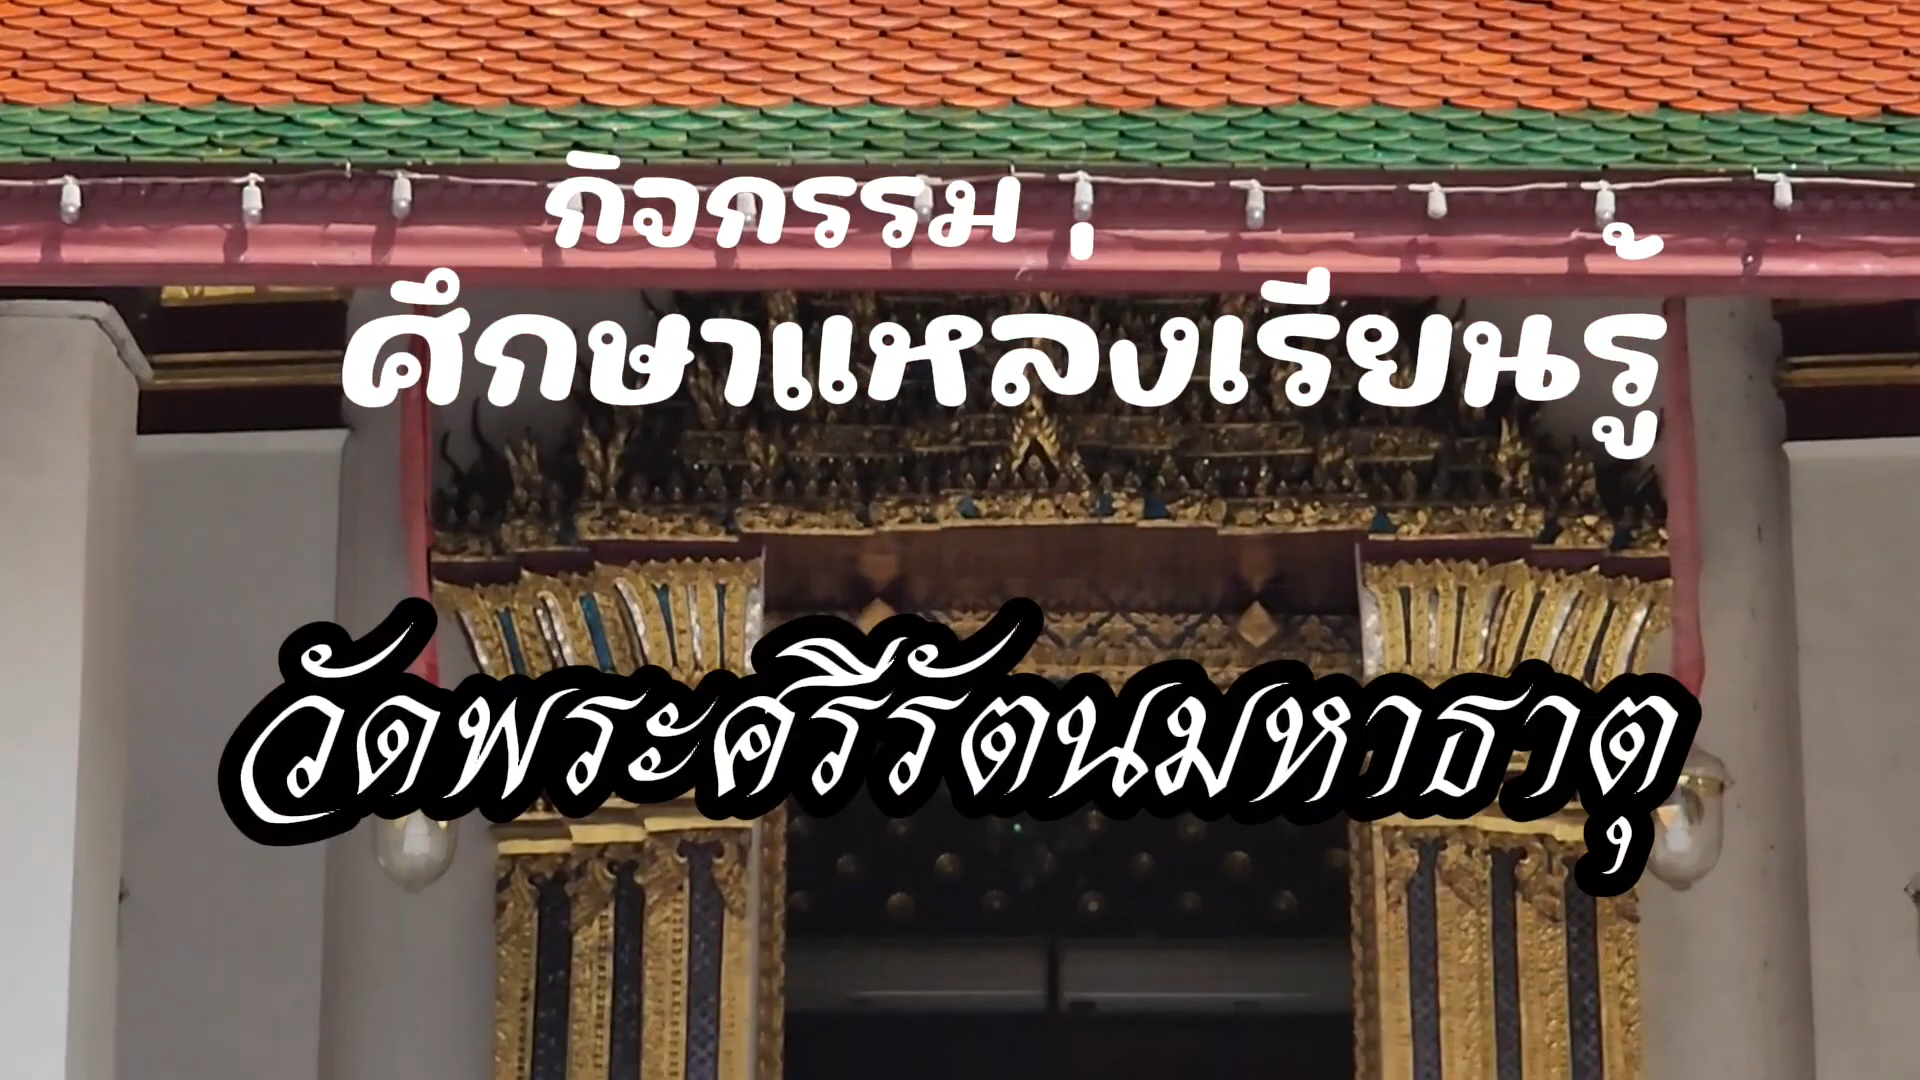 กิจกรรม
ศึกษาแหล่งเรียนรู้
วัดพระศรีรัตนมหาธาตุ